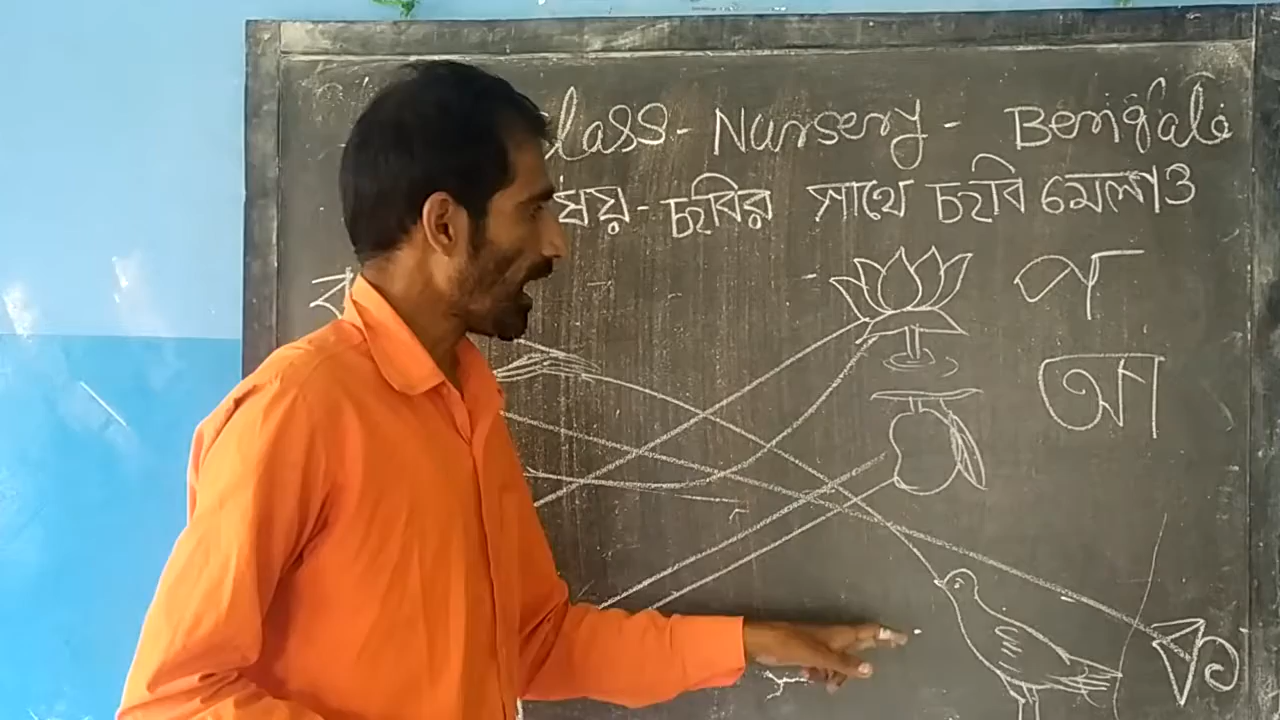 Class - Nursery - Bengali
বিষয় - ছবির সাথে ছবি মেলাও
প
আ